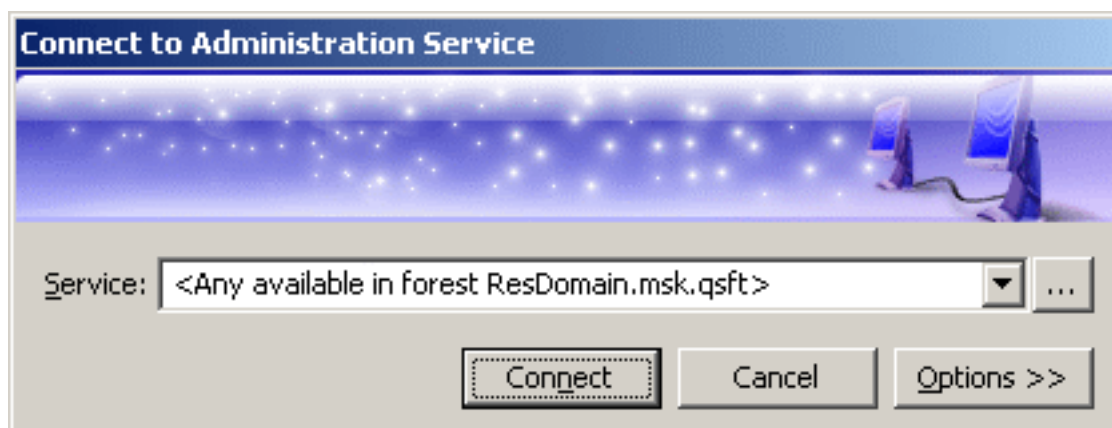 Connect to Administration Service
Service: <Any available in forest ResDomain.msk.qsft> ...
Connect Cancel Options >>